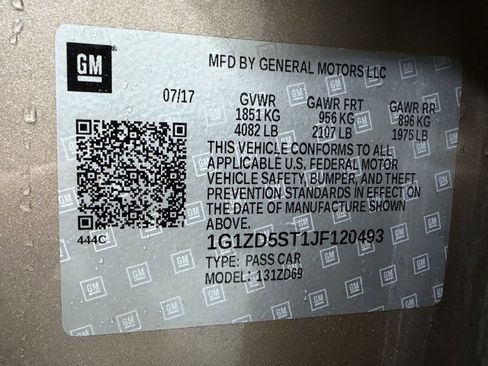 GM
MFD BY GENERAL MOTORS LLC
07/17 GVWR GAWR FRT GAWR RR
1851 KG 956 KG 896 KG
4082 LB 2107 LB 1975 LB
THIS VEHICLE CONFORMS TO ALL
APPLICABLE U.S. FEDERAL MOTOR
VEHICLE SAFETY, BUMPER, AND THEFT
PREVENTION STANDARDS IN EFFECT ON
THE DATE OF MANUFACTURE SHOWN
ABOVE.
444C
1G1ZD5ST1JF120493
TYPE: PASS CAR
MODEL: 131ZD69